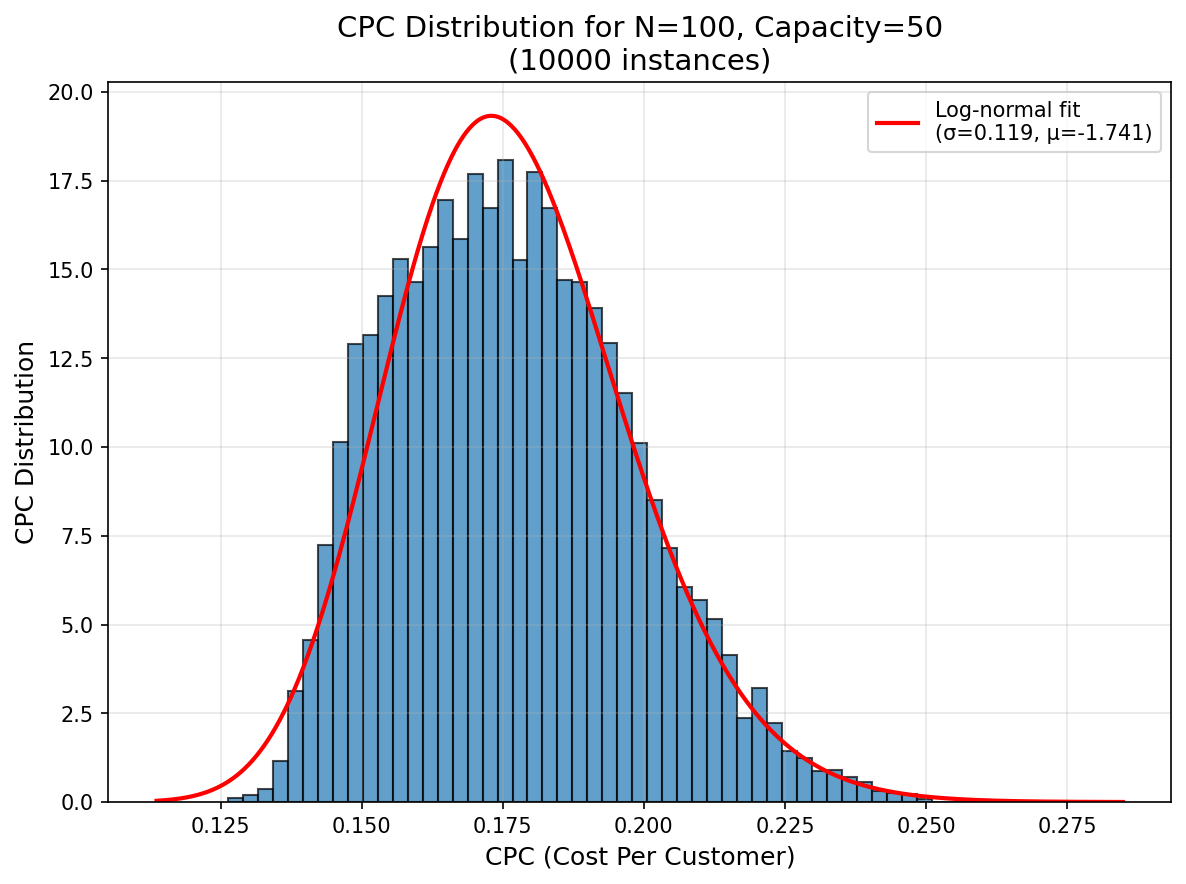 CPC Distribution for N=100, Capacity=50
(10000 instances)
Log-normal fit
(σ=0.119, μ=-1.741)
CPC Distribution
20.0
17.5
15.0
12.5
10.0
7.5
5.0
2.5
0.0
0.125
0.150
0.175
0.200
0.225
0.250
0.275
CPC (Cost Per Customer)